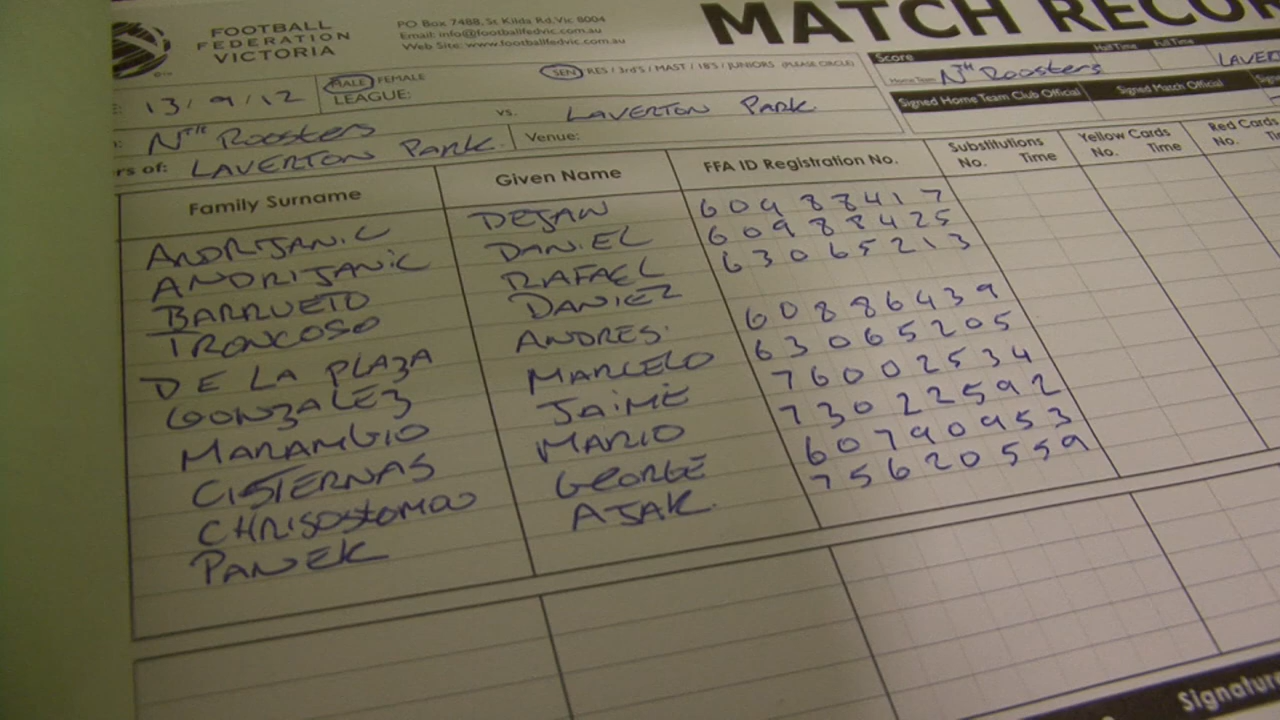 FOOTBALL
FEDERATION
VICTORIA
PO Box 7488, St Kilda Rd, Vic 8004
Email: info@footballfedvic.com.au
Web Site: www.footballfedvic.com.au
MATCH RECOR
Score Half Time Full Time
Home Team NTH Roosters LAVER
Signed Home Team Club Official Signed Match Official
13/9/12 MALE / FEMALE SEN / RES / 3rd'S / MAST / 18'S / JUNIORS (PLEASE CIRCLE)
LEAGUE:
NTH Roosters vs. LAVERTON PARK
rs of: LAVERTON PARK. Venue:
Family Surname Given Name FFA ID Registration No. Substitutions Yellow Cards Red Cards
No. Time No. Time No.
ANDRIJANIC DEJAN 60988417
ANDRIJANIC DANIEL 60988425
BARRUETO RAFAEL 63065213
TRONCOSO DANIEL
DE LA PLAZA ANDRES. 60886439
GONZALEZ MARCELO 63065205
MARAMBIO JAIME 76002534
CISTERNAS MARIO 73022592
CHRISOSTOMOU GEORGE 60790953
PANEK AJAK. 75620559
Signature